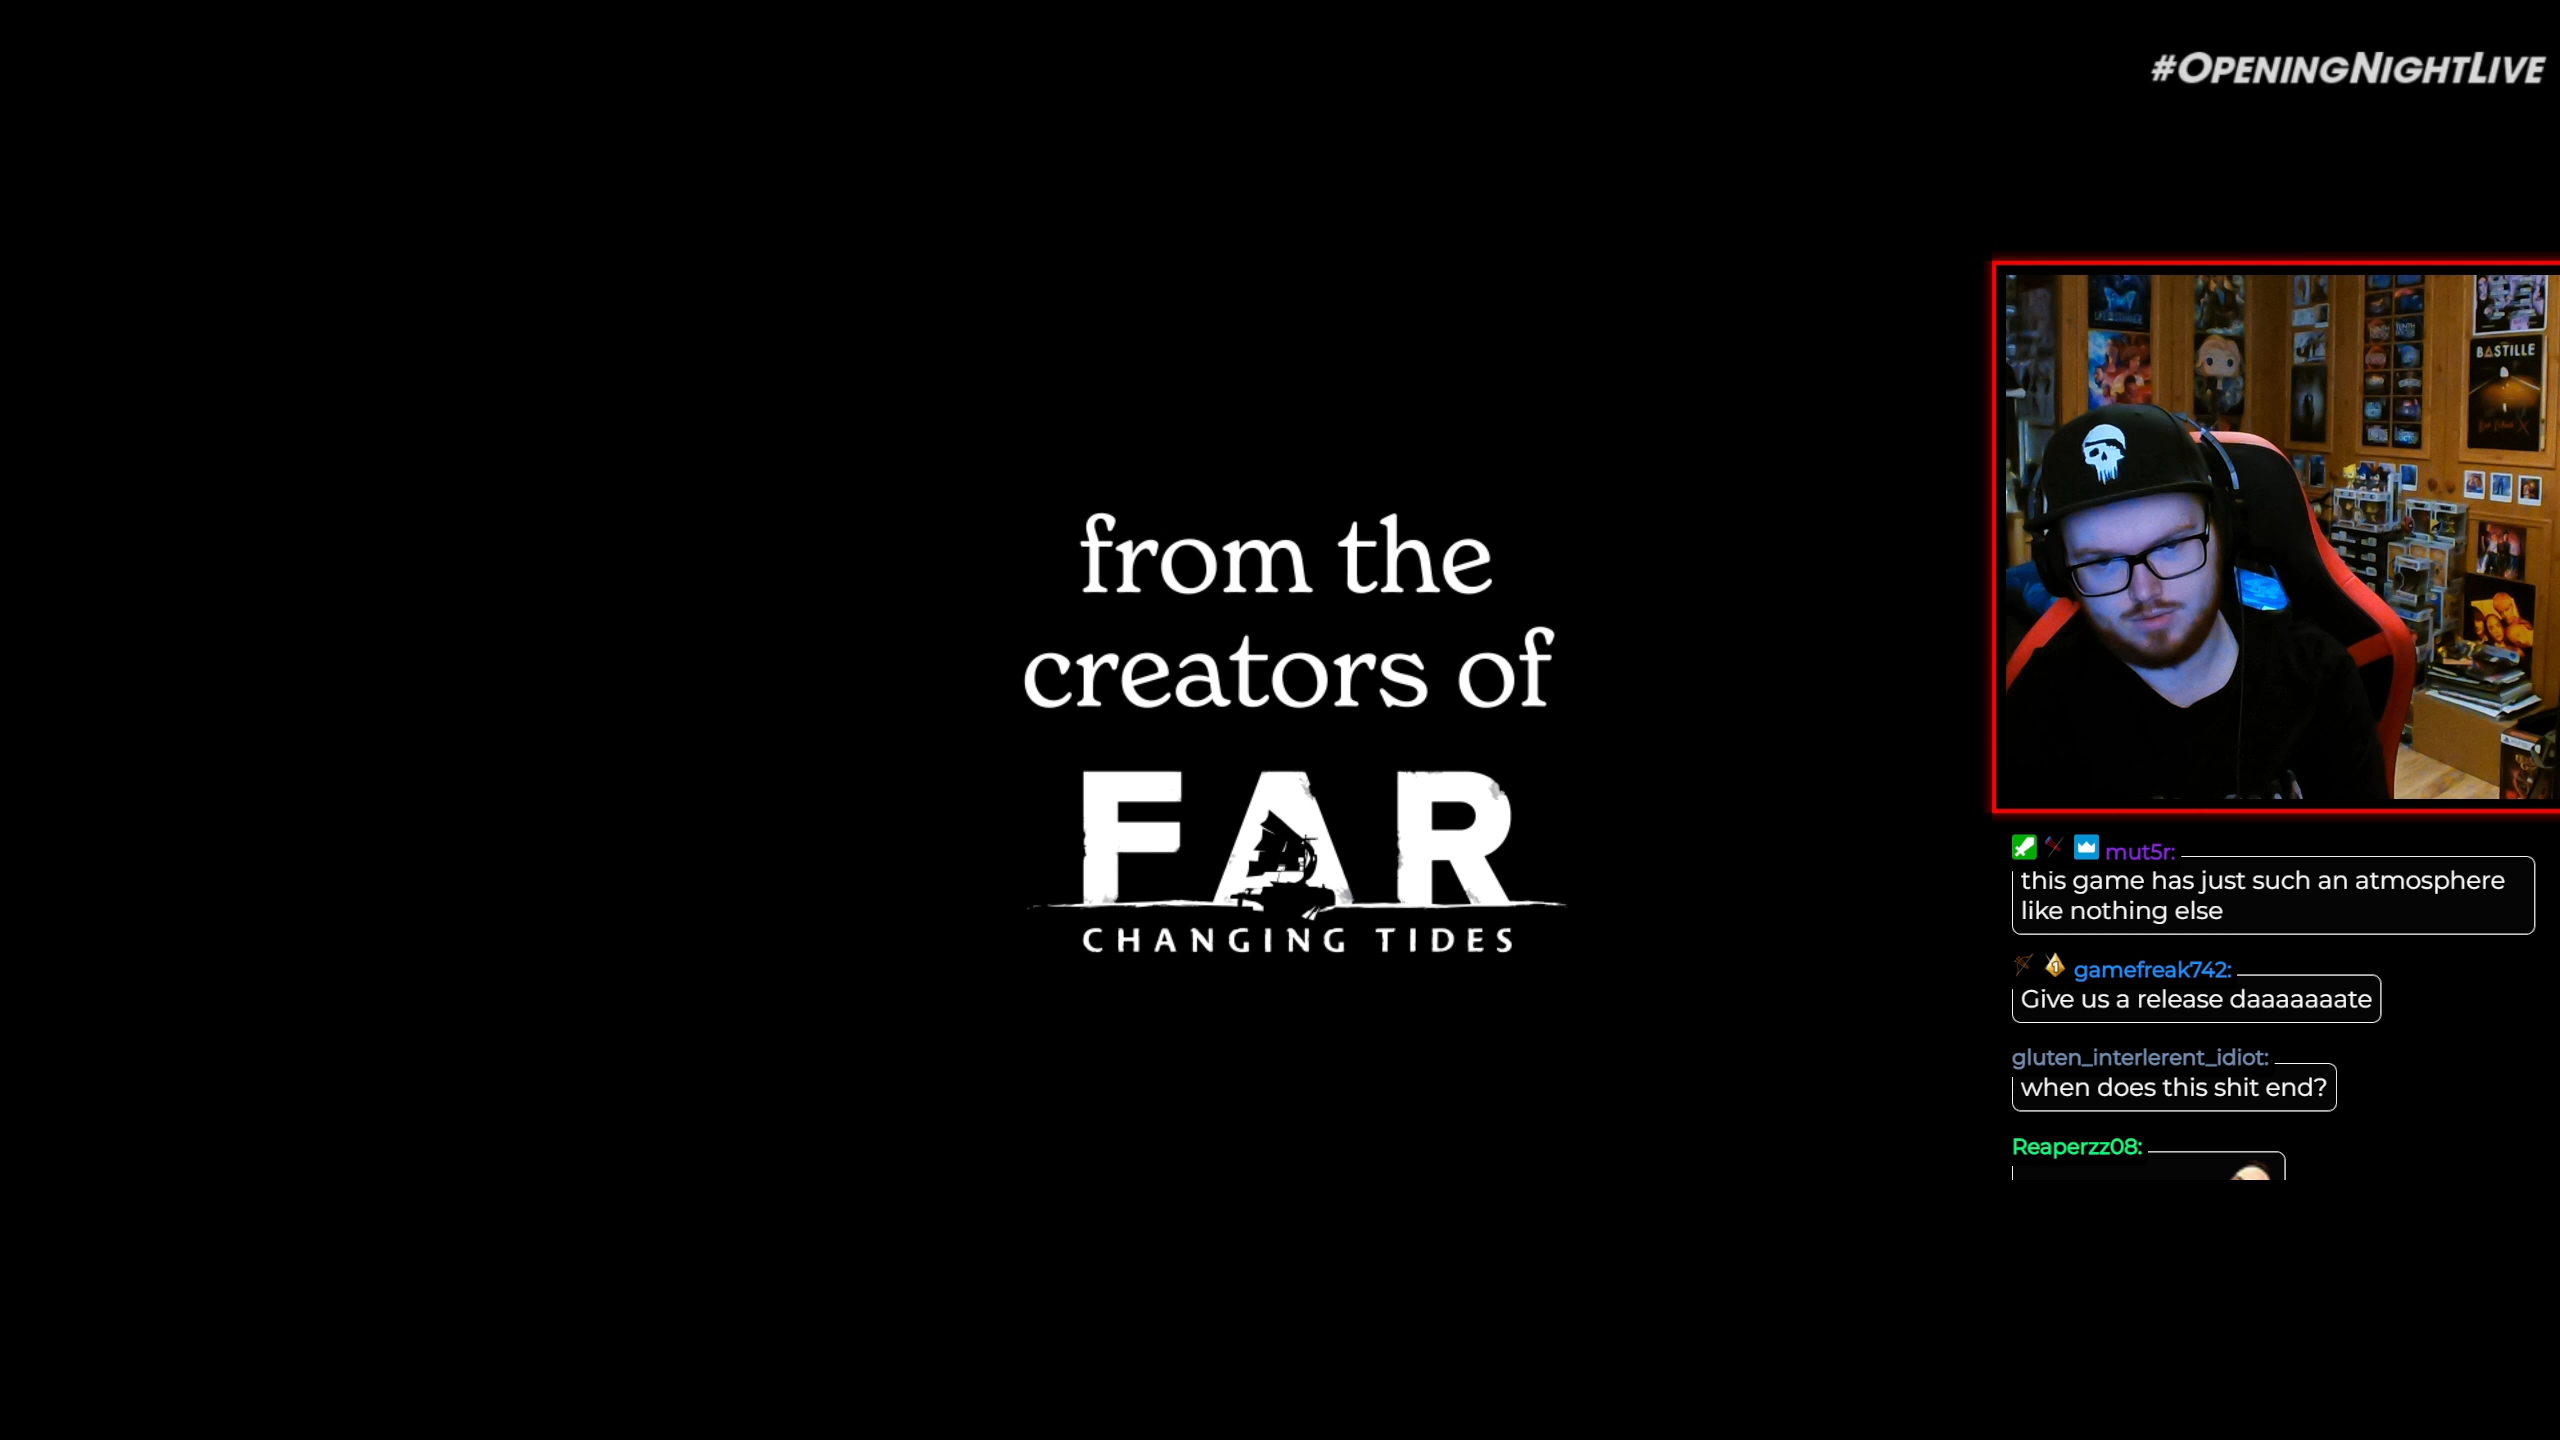 #OPENINGNIGHTLIVE
from the
creators of
FAR
CHANGING TIDES
BASTILLE
mut5r:
this game has just such an atmosphere
like nothing else
gamefreak742:
Give us a release daaaaaaate
gluten_interlerent_idiot:
when does this shit end?
Reaperzz08: